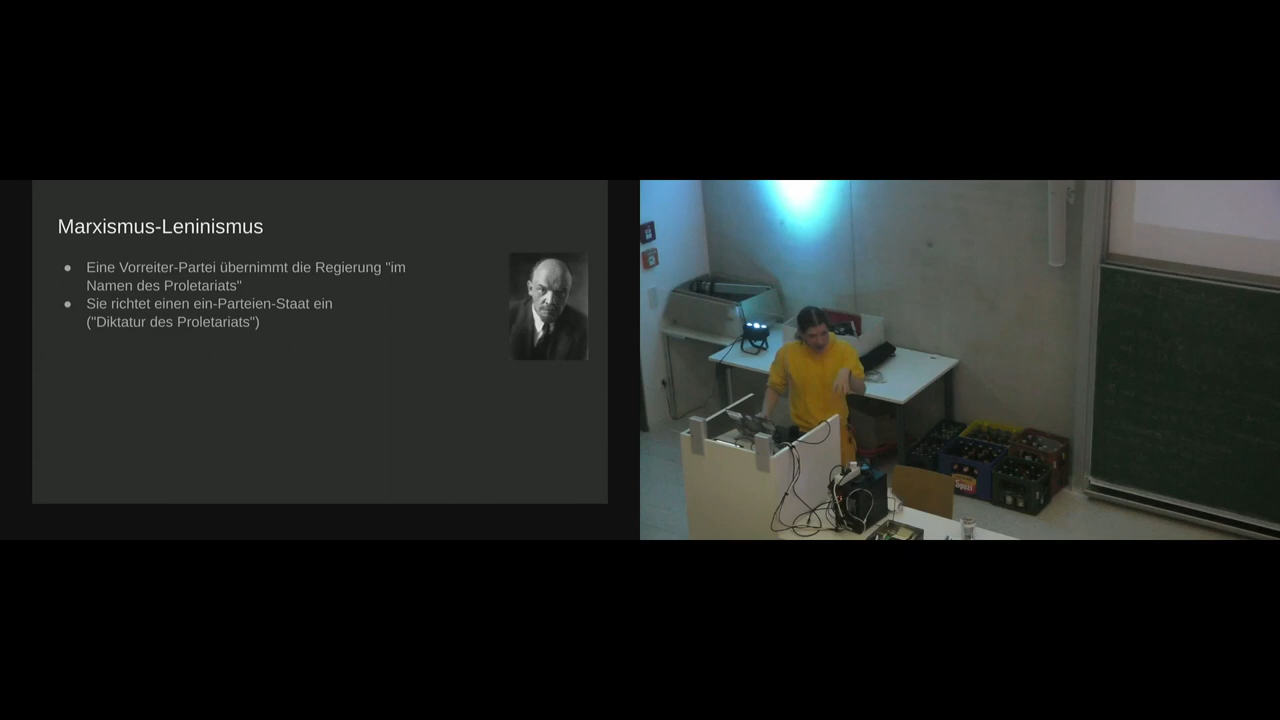 Marxismus-Leninismus
Eine Vorreiter-Partei übernimmt die Regierung "im
Namen des Proletariats"
Sie richtet einen ein-Parteien-Staat ein
("Diktatur des Proletariats")
Spezi